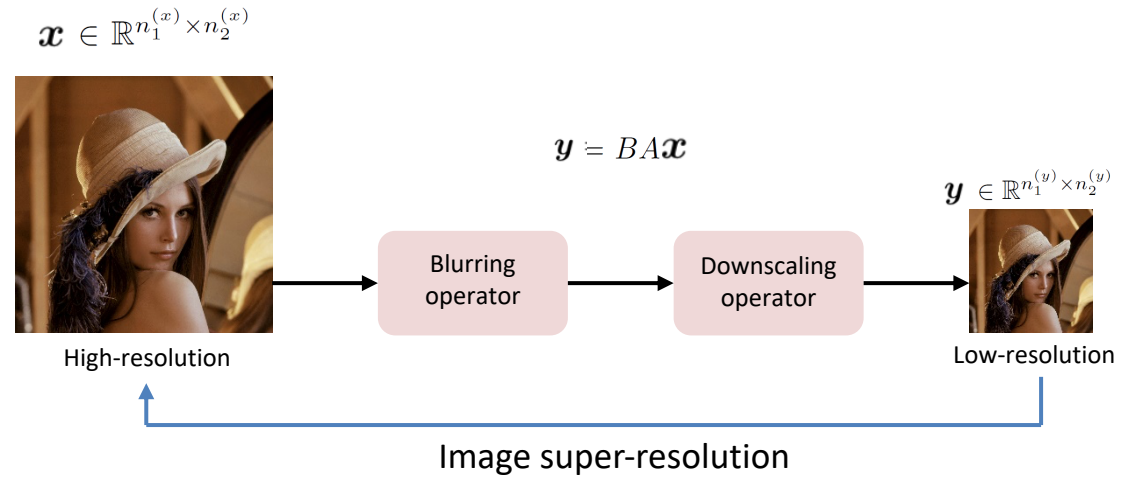 𝒙 ∈ ℝ^{n_1^{(x)} × n_2^{(x)}}
𝒚 = BA𝒙
𝒚 ∈ ℝ^{n_1^{(y)} × n_2^{(y)}}
Blurring
operator
Downscaling
operator
High-resolution
Low-resolution
Image super-resolution